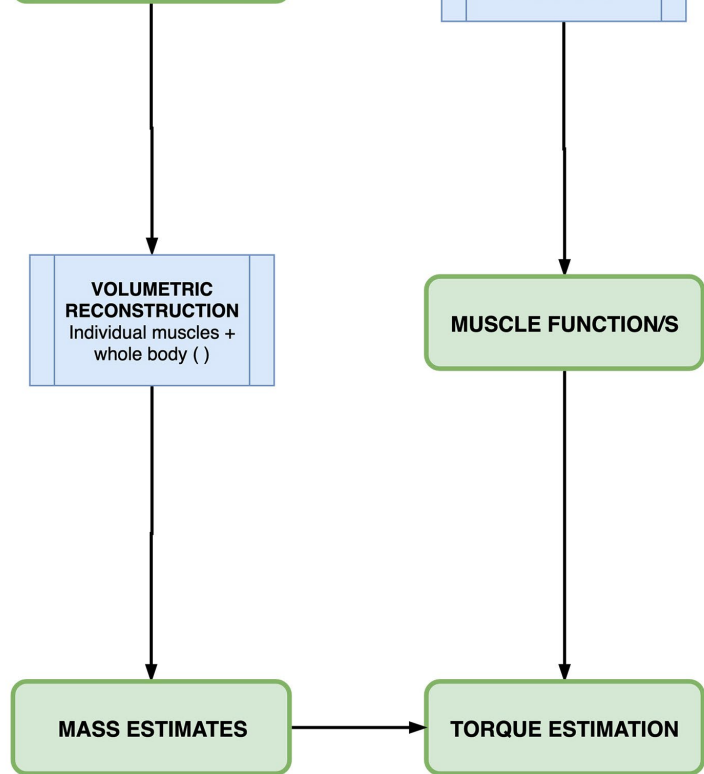 VOLUMETRIC
RECONSTRUCTION
Individual muscles +
whole body ( )
MUSCLE FUNCTION/S
MASS ESTIMATES
TORQUE ESTIMATION